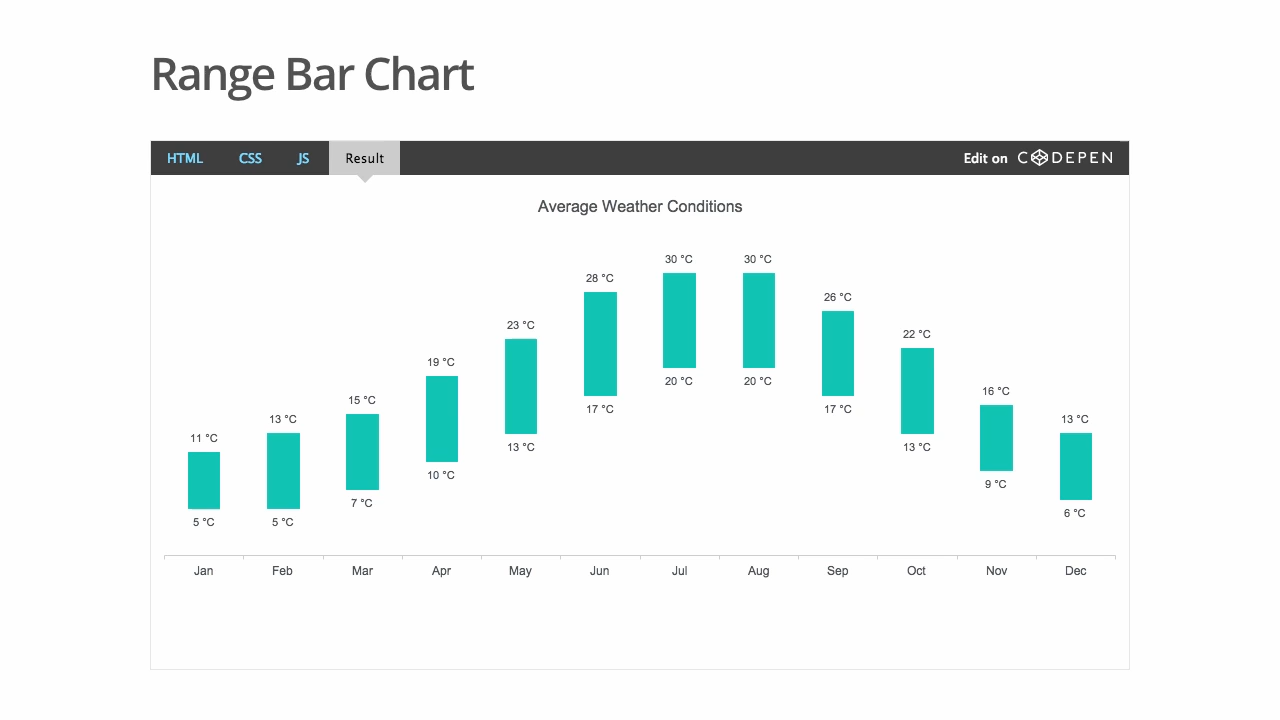 Range Bar Chart
HTML CSS JS Result Edit on CODEPEN
Average Weather Conditions
30 °C 30 °C
28 °C
26 °C
23 °C
22 °C
19 °C
20 °C 20 °C
16 °C
15 °C
17 °C 17 °C
13 °C 13 °C
11 °C
13 °C 13 °C
10 °C
9 °C
7 °C
6 °C
5 °C 5 °C
Jan Feb Mar Apr May Jun Jul Aug Sep Oct Nov Dec